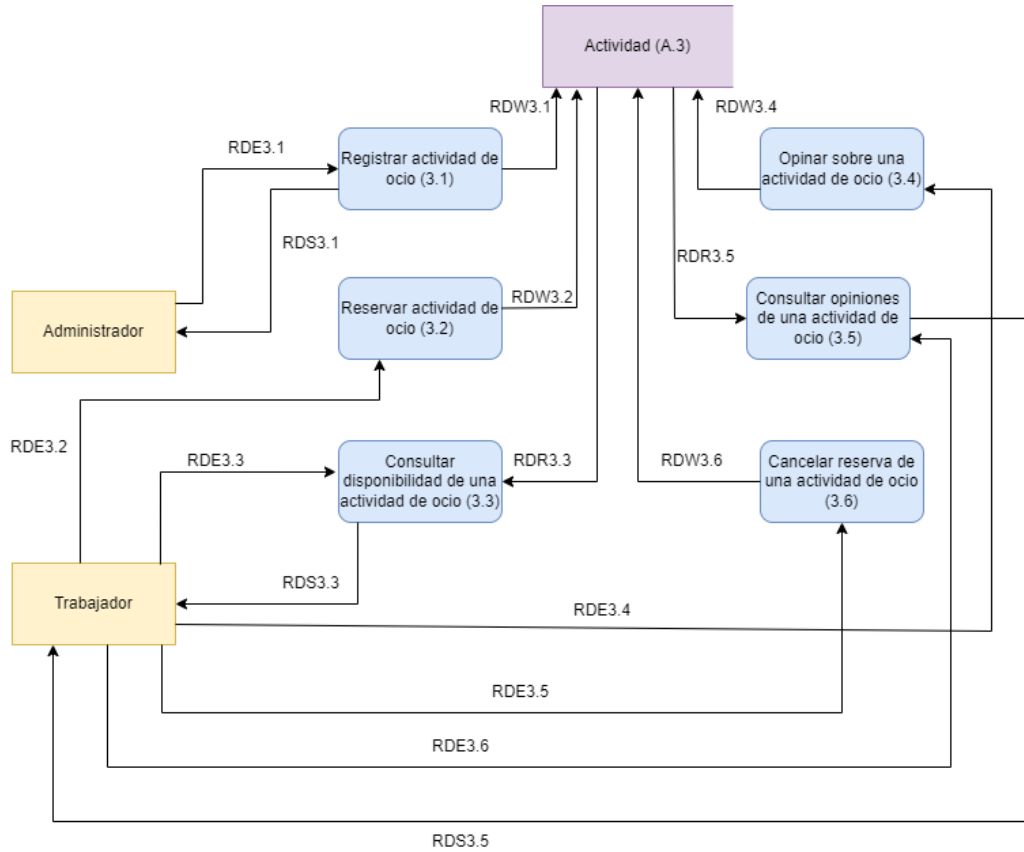 Actividad (A.3)
RDW3.1
RDW3.4
RDE3.1
Registrar actividad de
ocio (3.1)
Opinar sobre una
actividad de ocio (3.4)
RDS3.1
RDR3.5
Administrador
Reservar actividad de
ocio (3.2)
RDW3.2
Consultar opiniones
de una actividad de
ocio (3.5)
RDE3.2
RDE3.3
Consultar
disponibilidad de una
actividad de ocio (3.3)
RDR3.3
RDW3.6
Cancelar reserva de
una actividad de ocio
(3.6)
RDS3.3
Trabajador
RDE3.4
RDE3.5
RDE3.6
RDS3.5